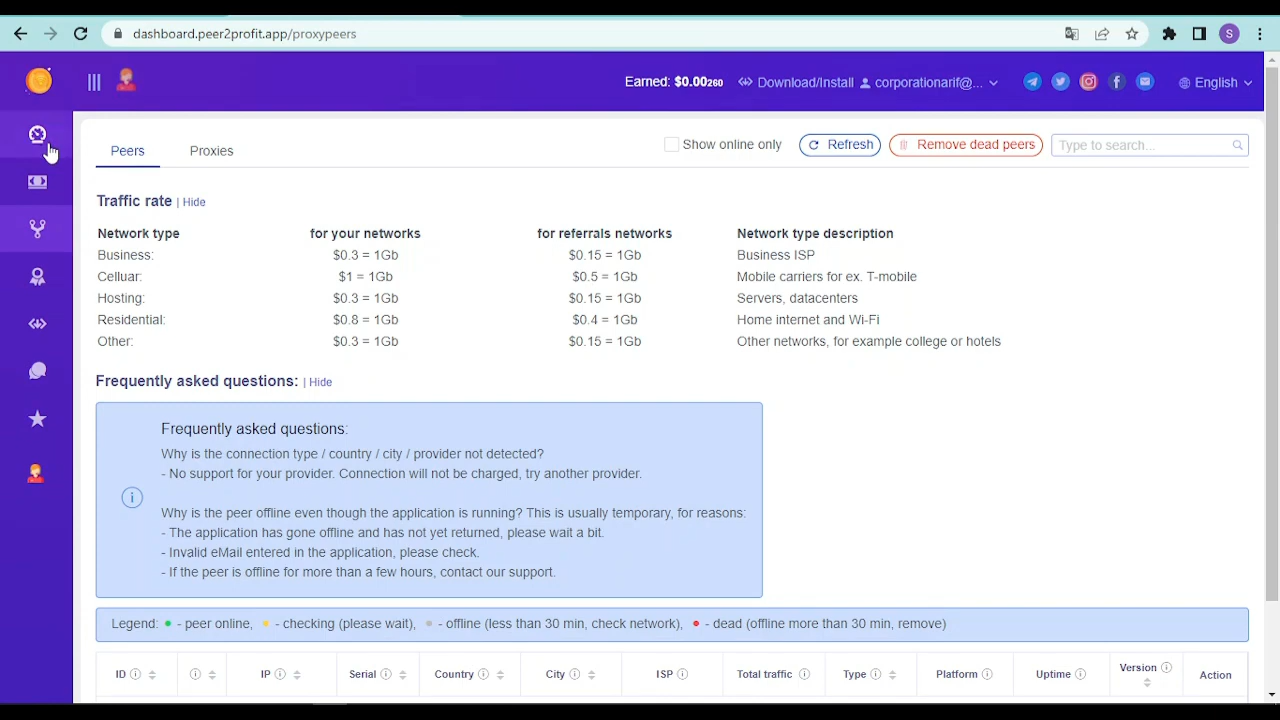 dashboard.peer2profit.app/proxypeers
S
Earned: $0.00260 Download/Install corporationarif@... English
Peers Proxies Show online only Refresh Remove dead peers Type to search...
Traffic rate | Hide
Network type for your networks for referrals networks Network type description
Business: $0.3 = 1Gb $0.15 = 1Gb Business ISP
Celluar: $1 = 1Gb $0.5 = 1Gb Mobile carriers for ex. T-mobile
Hosting: $0.3 = 1Gb $0.15 = 1Gb Servers, datacenters
Residential: $0.8 = 1Gb $0.4 = 1Gb Home internet and Wi-Fi
Other: $0.3 = 1Gb $0.15 = 1Gb Other networks, for example college or hotels
Frequently asked questions: | Hide
Frequently asked questions:
Why is the connection type / country / city / provider not detected?
- No support for your provider. Connection will not be charged, try another provider.
Why is the peer offline even though the application is running? This is usually temporary, for reasons:
- The application has gone offline and has not yet returned, please wait a bit.
- Invalid eMail entered in the application, please check.
- If the peer is offline for more than a few hours, contact our support.
Legend: - peer online, - checking (please wait), - offline (less than 30 min, check network), - dead (offline more than 30 min, remove)
ID IP Serial Country City ISP Total traffic Type Platform Uptime Version Action